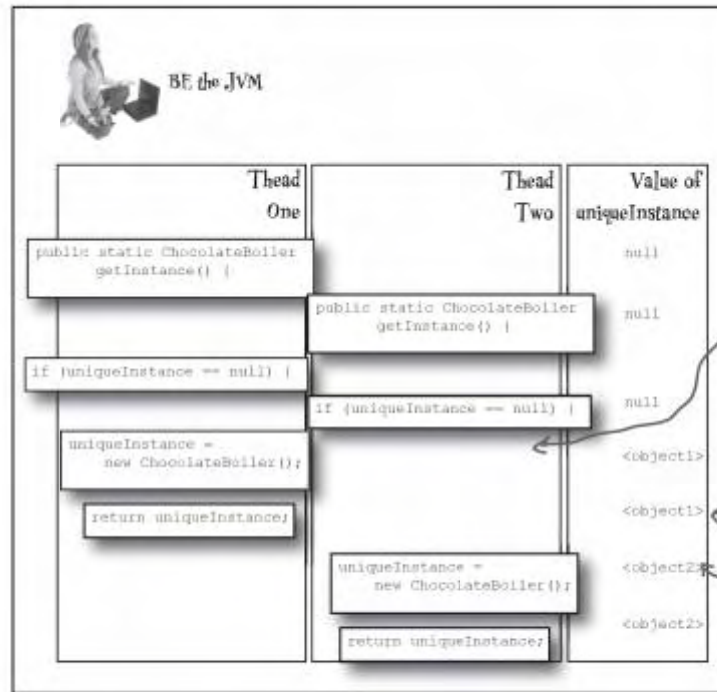 BE the JVM
Thead
One
Thead
Two
Value of
uniqueInstance
public static ChocolateBoiler
getInstance() {
null
public static ChocolateBoiler
getInstance() {
null
if (uniqueInstance == null) {
if (uniqueInstance == null) {
null
uniqueInstance =
new ChocolateBoiler();
<object1>
return uniqueInstance;
<object1>
uniqueInstance =
new ChocolateBoiler();
<object2>
return uniqueInstance;
<object2>